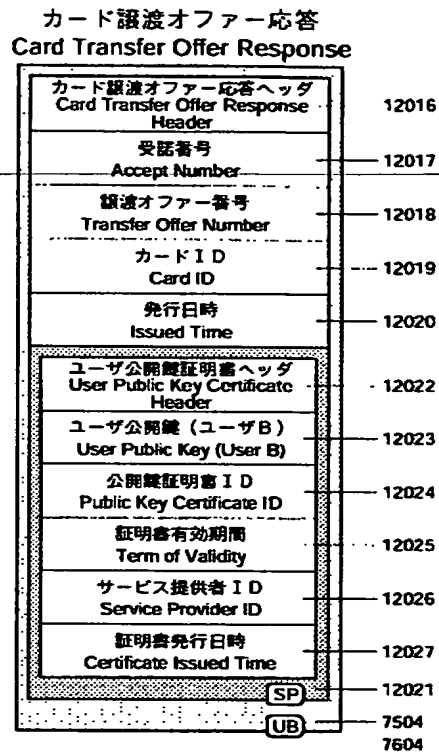 カード譲渡オファー応答
Card Transfer Offer Response
カード譲渡オファー応答ヘッダ
Card Transfer Offer Response
Header
12016
受諾番号
Accept Number
12017
譲渡オファー番号
Transfer Offer Number
12018
カードＩＤ
Card ID
12019
発行日時
Issued Time
12020
ユーザ公開鍵証明書ヘッダ
User Public Key Certificate
Header
12022
ユーザ公開鍵（ユーザＢ）
User Public Key (User B)
12023
公開鍵証明書ＩＤ
Public Key Certificate ID
12024
証明書有効期間
Term of Validity
12025
サービス提供者ＩＤ
Service Provider ID
12026
証明書発行日時
Certificate Issued Time
12027
SP
12021
UB
7504
7604